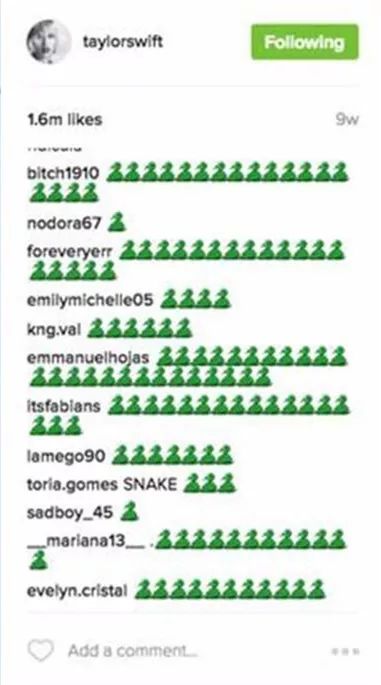 taylorswift
Following
1.6m likes
9w
bitch1910 🐍🐍🐍🐍🐍🐍🐍🐍🐍🐍🐍🐍🐍🐍
🐍🐍🐍🐍
nodora67 🐍
foreveryerr 🐍🐍🐍🐍🐍🐍🐍🐍🐍🐍🐍🐍🐍
🐍🐍🐍🐍🐍
emilymichelle05 🐍🐍🐍🐍
kng.val 🐍🐍🐍🐍🐍🐍
emmanuelhojas 🐍🐍🐍🐍🐍🐍🐍🐍🐍🐍🐍
🐍🐍🐍🐍🐍🐍🐍🐍🐍🐍🐍🐍🐍🐍
itsfabians 🐍🐍🐍🐍🐍🐍🐍🐍🐍🐍🐍🐍🐍🐍
🐍🐍🐍
lamego90 🐍🐍🐍🐍🐍🐍🐍
toria.gomes SNAKE 🐍🐍🐍
sadboy_45 🐍
__mariana13__ .🐍🐍🐍🐍🐍🐍🐍🐍🐍🐍🐍
🐍
evelyn.cristal 🐍🐍🐍🐍🐍🐍🐍🐍🐍🐍🐍
Add a comment...